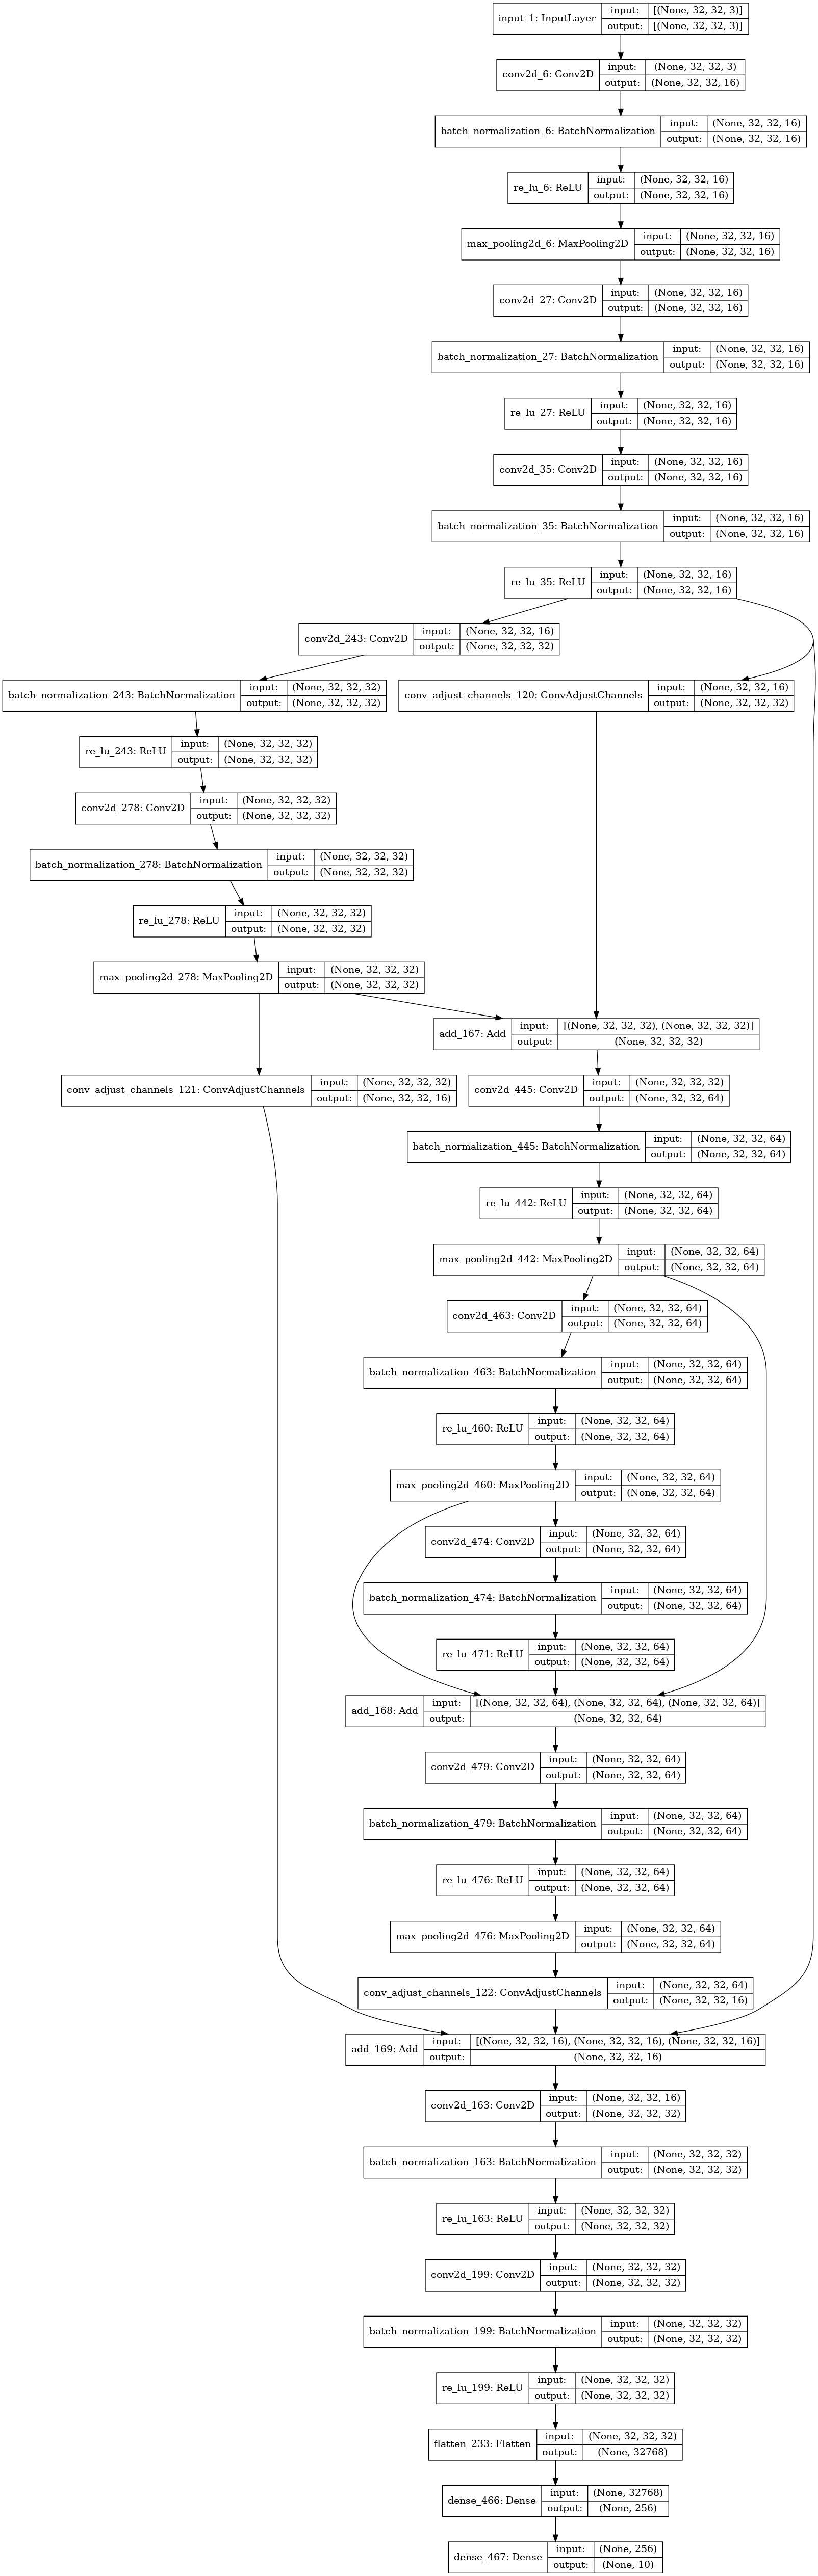 input_1: InputLayer
input: [(None, 32, 32, 3)]
output: [(None, 32, 32, 3)]
conv2d_6: Conv2D
input: (None, 32, 32, 3)
output: (None, 32, 32, 16)
batch_normalization_6: BatchNormalization
input: (None, 32, 32, 16)
output: (None, 32, 32, 16)
re_lu_6: ReLU
input: (None, 32, 32, 16)
output: (None, 32, 32, 16)
max_pooling2d_6: MaxPooling2D
input: (None, 32, 32, 16)
output: (None, 32, 32, 16)
conv2d_27: Conv2D
input: (None, 32, 32, 16)
output: (None, 32, 32, 16)
batch_normalization_27: BatchNormalization
input: (None, 32, 32, 16)
output: (None, 32, 32, 16)
re_lu_27: ReLU
input: (None, 32, 32, 16)
output: (None, 32, 32, 16)
conv2d_35: Conv2D
input: (None, 32, 32, 16)
output: (None, 32, 32, 16)
batch_normalization_35: BatchNormalization
input: (None, 32, 32, 16)
output: (None, 32, 32, 16)
re_lu_35: ReLU
input: (None, 32, 32, 16)
output: (None, 32, 32, 16)
conv2d_243: Conv2D
input: (None, 32, 32, 16)
output: (None, 32, 32, 32)
batch_normalization_243: BatchNormalization
input: (None, 32, 32, 32)
output: (None, 32, 32, 32)
conv_adjust_channels_120: ConvAdjustChannels
input: (None, 32, 32, 16)
output: (None, 32, 32, 32)
re_lu_243: ReLU
input: (None, 32, 32, 32)
output: (None, 32, 32, 32)
conv2d_278: Conv2D
input: (None, 32, 32, 32)
output: (None, 32, 32, 32)
batch_normalization_278: BatchNormalization
input: (None, 32, 32, 32)
output: (None, 32, 32, 32)
re_lu_278: ReLU
input: (None, 32, 32, 32)
output: (None, 32, 32, 32)
max_pooling2d_278: MaxPooling2D
input: (None, 32, 32, 32)
output: (None, 32, 32, 32)
add_167: Add
input: [(None, 32, 32, 32), (None, 32, 32, 32)]
output: (None, 32, 32, 32)
conv_adjust_channels_121: ConvAdjustChannels
input: (None, 32, 32, 32)
output: (None, 32, 32, 16)
conv2d_445: Conv2D
input: (None, 32, 32, 32)
output: (None, 32, 32, 64)
batch_normalization_445: BatchNormalization
input: (None, 32, 32, 64)
output: (None, 32, 32, 64)
re_lu_442: ReLU
input: (None, 32, 32, 64)
output: (None, 32, 32, 64)
max_pooling2d_442: MaxPooling2D
input: (None, 32, 32, 64)
output: (None, 32, 32, 64)
conv2d_463: Conv2D
input: (None, 32, 32, 64)
output: (None, 32, 32, 64)
batch_normalization_463: BatchNormalization
input: (None, 32, 32, 64)
output: (None, 32, 32, 64)
re_lu_460: ReLU
input: (None, 32, 32, 64)
output: (None, 32, 32, 64)
max_pooling2d_460: MaxPooling2D
input: (None, 32, 32, 64)
output: (None, 32, 32, 64)
conv2d_474: Conv2D
input: (None, 32, 32, 64)
output: (None, 32, 32, 64)
batch_normalization_474: BatchNormalization
input: (None, 32, 32, 64)
output: (None, 32, 32, 64)
re_lu_471: ReLU
input: (None, 32, 32, 64)
output: (None, 32, 32, 64)
add_168: Add
input: [(None, 32, 32, 64), (None, 32, 32, 64), (None, 32, 32, 64)]
output: (None, 32, 32, 64)
conv2d_479: Conv2D
input: (None, 32, 32, 64)
output: (None, 32, 32, 64)
batch_normalization_479: BatchNormalization
input: (None, 32, 32, 64)
output: (None, 32, 32, 64)
re_lu_476: ReLU
input: (None, 32, 32, 64)
output: (None, 32, 32, 64)
max_pooling2d_476: MaxPooling2D
input: (None, 32, 32, 64)
output: (None, 32, 32, 64)
conv_adjust_channels_122: ConvAdjustChannels
input: (None, 32, 32, 64)
output: (None, 32, 32, 16)
add_169: Add
input: [(None, 32, 32, 16), (None, 32, 32, 16), (None, 32, 32, 16)]
output: (None, 32, 32, 16)
conv2d_163: Conv2D
input: (None, 32, 32, 16)
output: (None, 32, 32, 32)
batch_normalization_163: BatchNormalization
input: (None, 32, 32, 32)
output: (None, 32, 32, 32)
re_lu_163: ReLU
input: (None, 32, 32, 32)
output: (None, 32, 32, 32)
conv2d_199: Conv2D
input: (None, 32, 32, 32)
output: (None, 32, 32, 32)
batch_normalization_199: BatchNormalization
input: (None, 32, 32, 32)
output: (None, 32, 32, 32)
re_lu_199: ReLU
input: (None, 32, 32, 32)
output: (None, 32, 32, 32)
flatten_233: Flatten
input: (None, 32, 32, 32)
output: (None, 32768)
dense_466: Dense
input: (None, 32768)
output: (None, 256)
dense_467: Dense
input: (None, 256)
output: (None, 10)